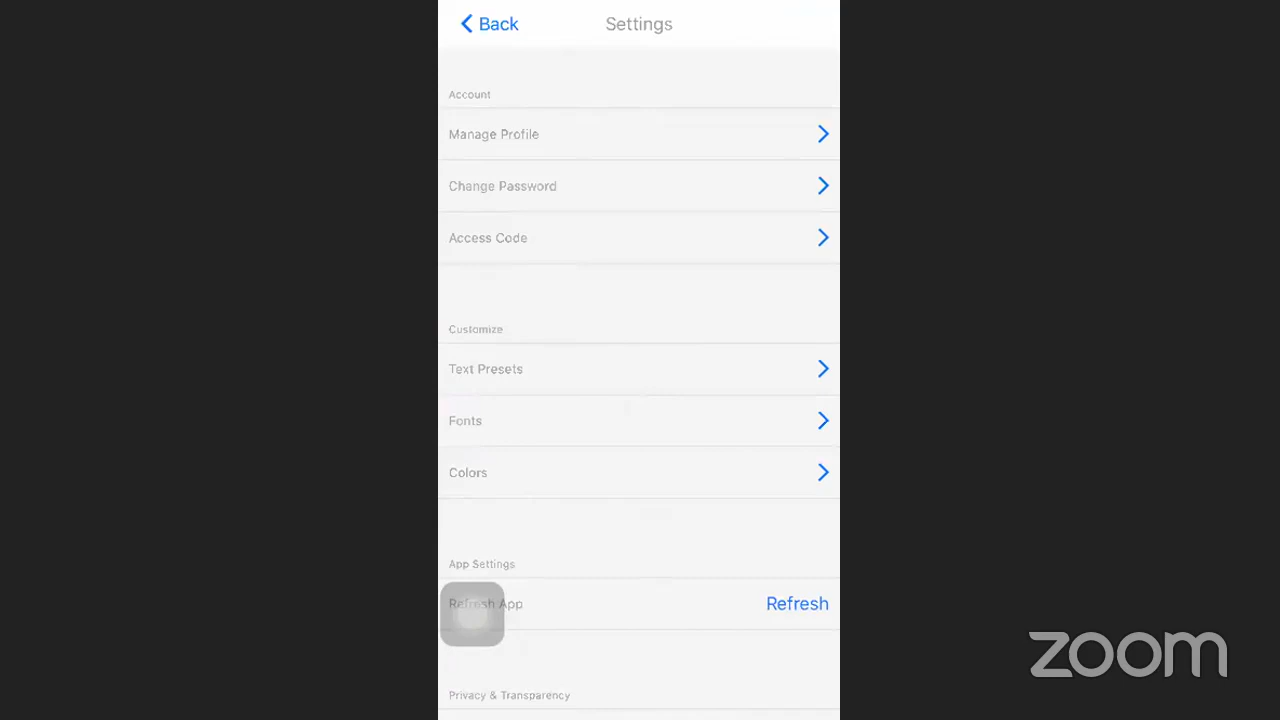 Back Settings
Account
Manage Profile
Change Password
Access Code
Customize
Text Presets
Fonts
Colors
App Settings
Refresh App Refresh
Privacy & Transparency
zoom